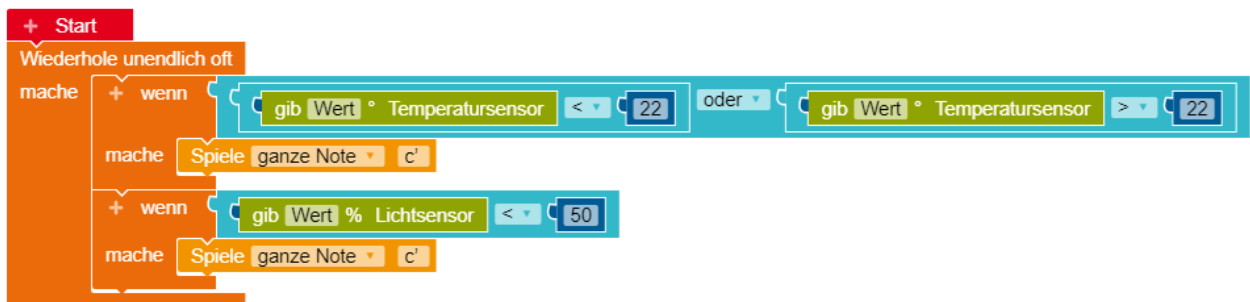 + Start
Wiederhole unendlich oft
mache + wenn gib Wert ° Temperatursensor < 22 oder gib Wert ° Temperatursensor > 22
mache Spiele ganze Note c'
+ wenn gib Wert % Lichtsensor < 50
mache Spiele ganze Note c'